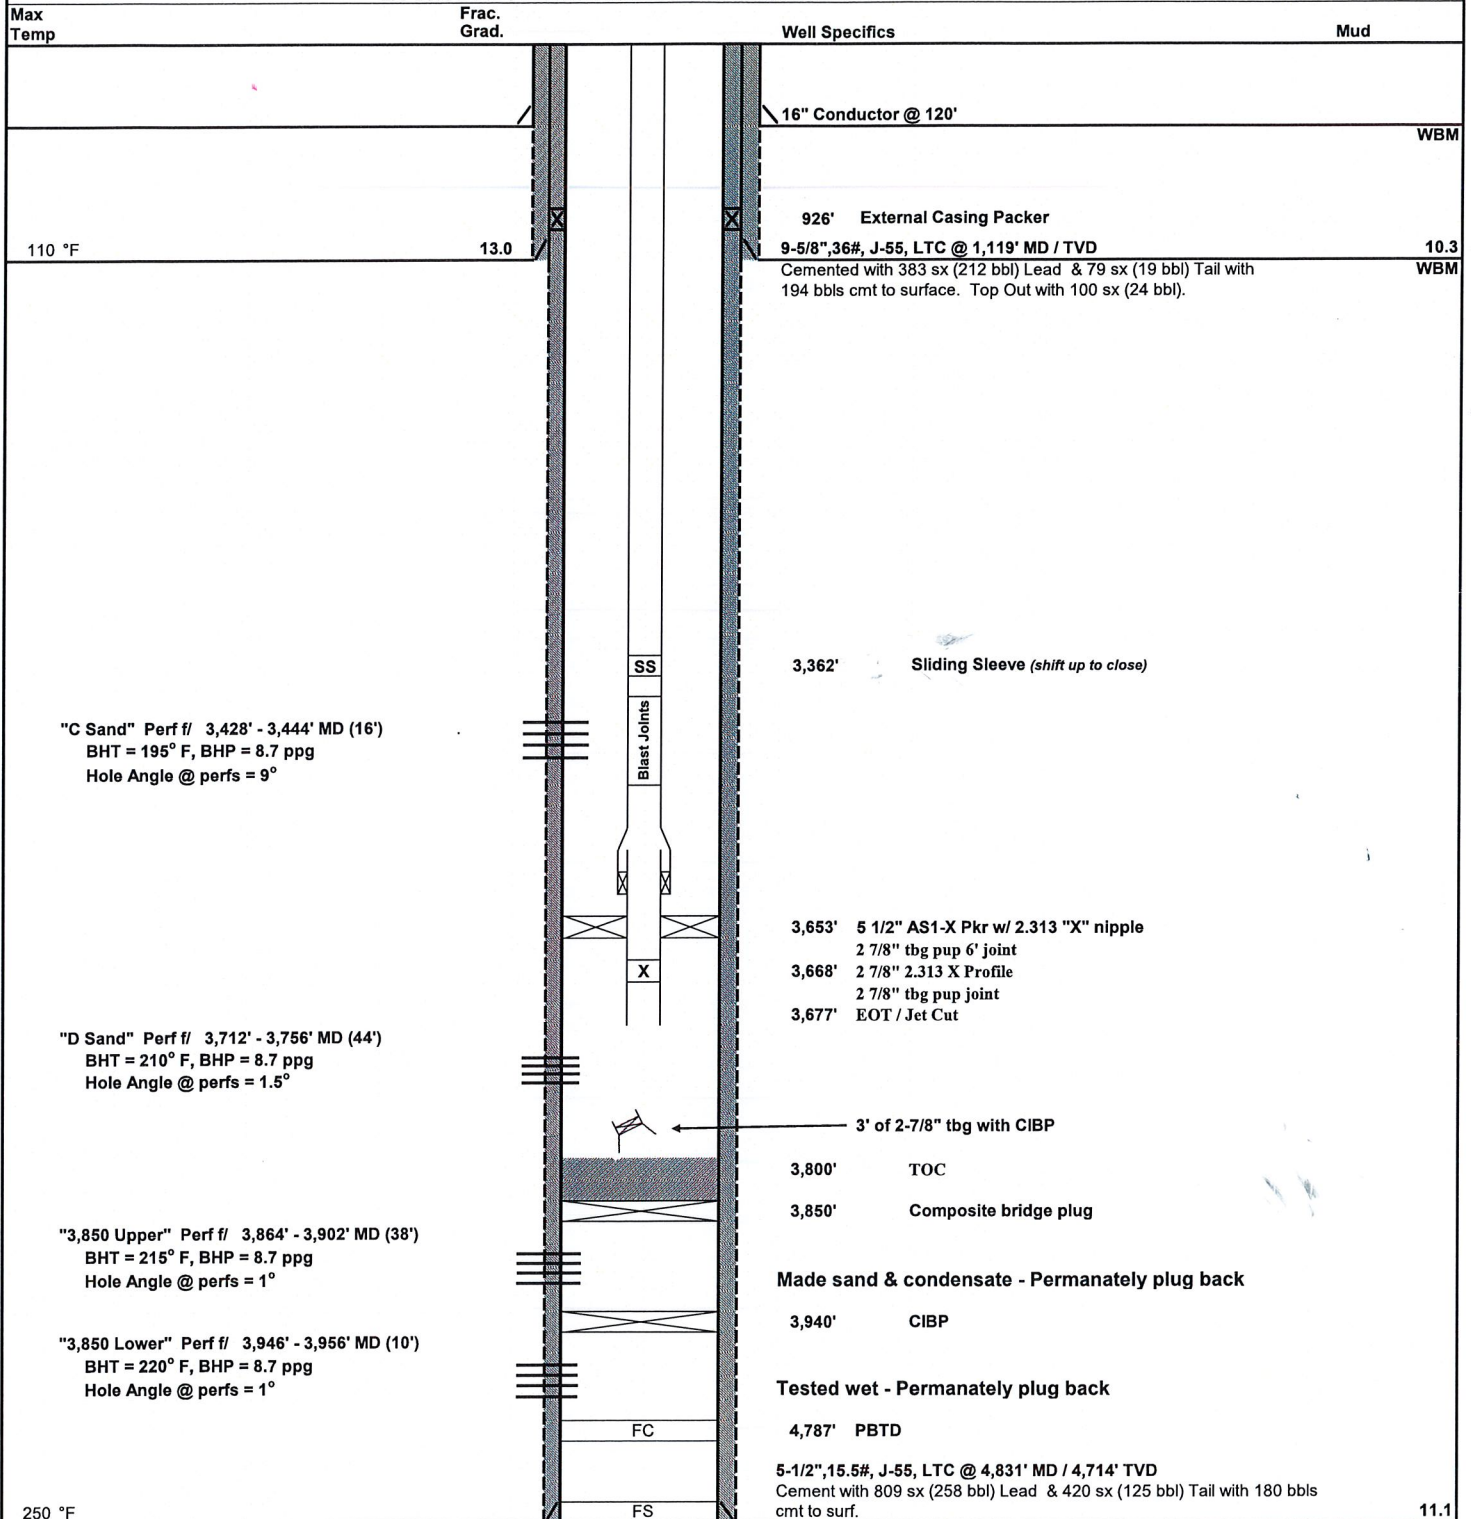 Max Temp
Frac. Grad.
Well Specifics
Mud
16" Conductor @ 120'
WBM
X
X
926' External Casing Packer
110 °F
13.0
9-5/8",36#, J-55, LTC @ 1,119' MD / TVD
10.3
Cemented with 383 sx (212 bbl) Lead & 79 sx (19 bbl) Tail with
WBM
194 bbls cmt to surface. Top Out with 100 sx (24 bbl).
SS
3,362' Sliding Sleeve (shift up to close)
Blast Joints
"C Sand" Perf f/ 3,428' - 3,444' MD (16')
BHT = 195° F, BHP = 8.7 ppg
Hole Angle @ perfs = 9°
3,653' 5 1/2" AS1-X Pkr w/ 2.313 "X" nipple
2 7/8" tbg pup 6' joint
X
3,668' 2 7/8" 2.313 X Profile
2 7/8" tbg pup joint
3,677' EOT / Jet Cut
"D Sand" Perf f/ 3,712' - 3,756' MD (44')
BHT = 210° F, BHP = 8.7 ppg
Hole Angle @ perfs = 1.5°
3' of 2-7/8" tbg with CIBP
3,800' TOC
3,850' Composite bridge plug
"3,850 Upper" Perf f/ 3,864' - 3,902' MD (38')
BHT = 215° F, BHP = 8.7 ppg
Hole Angle @ perfs = 1°
Made sand & condensate - Permanately plug back
3,940' CIBP
"3,850 Lower" Perf f/ 3,946' - 3,956' MD (10')
BHT = 220° F, BHP = 8.7 ppg
Hole Angle @ perfs = 1°
Tested wet - Permanately plug back
FC
4,787' PBTD
5-1/2",15.5#, J-55, LTC @ 4,831' MD / 4,714' TVD
Cement with 809 sx (258 bbl) Lead & 420 sx (125 bbl) Tail with 180 bbls
cmt to surf.
250 °F
FS
11.1